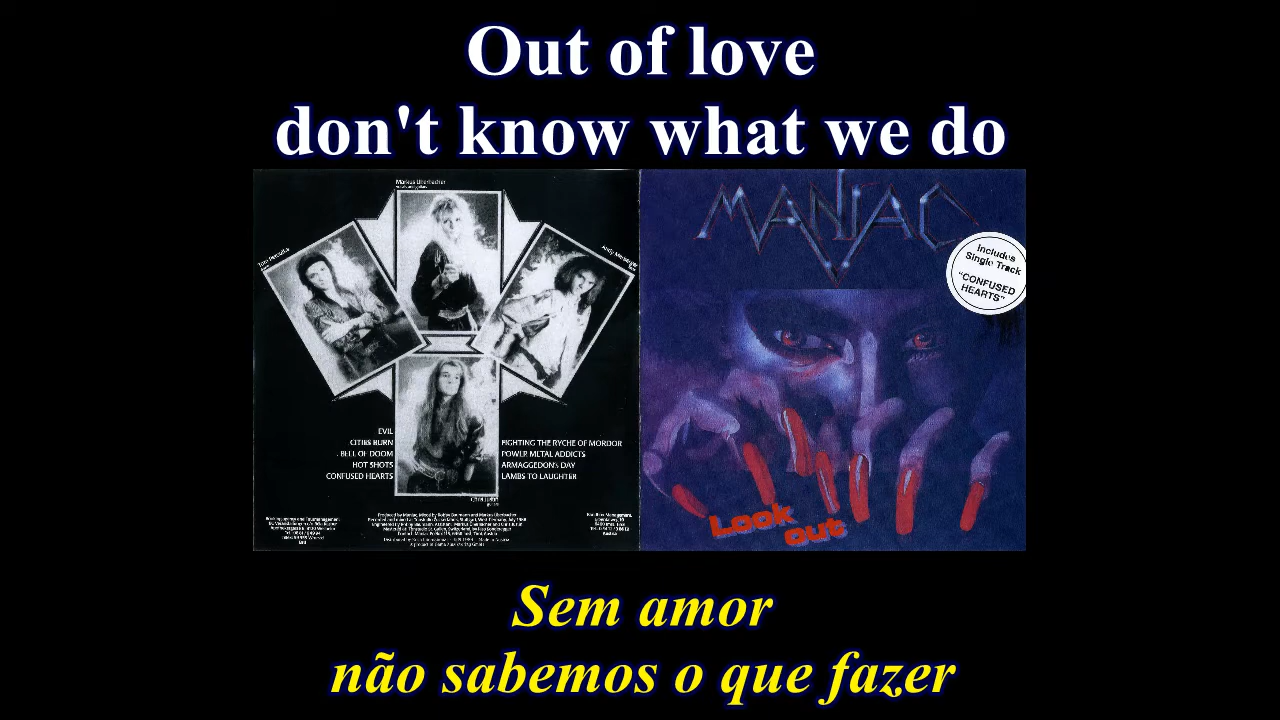 Out of love
don't know what we do
Markus Ullenbacher
MANIAC
Includes
Single Track
"CONFUSED
HEARTS"
EVIL
CITIES BURN
BELL OF DOOM
HOT SHOTS
CONFUSED HEARTS
FIGHTING THE RYCHE OF MORDOR
POWER METAL ADDICTS
ARMAGGEDON's DAY
LAMBS TO LAUGHTER
Look
out
Sem amor
não sabemos o que fazer